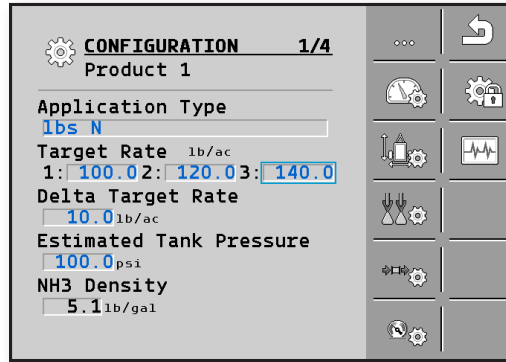 CONFIGURATION 1/4
Product 1
Application Type
lbs N
Target Rate lb/ac
1: 100.0 2: 120.0 3: 140.0
Delta Target Rate
10.0 lb/ac
Estimated Tank Pressure
100.0 psi
NH3 Density
5.1 lb/gal